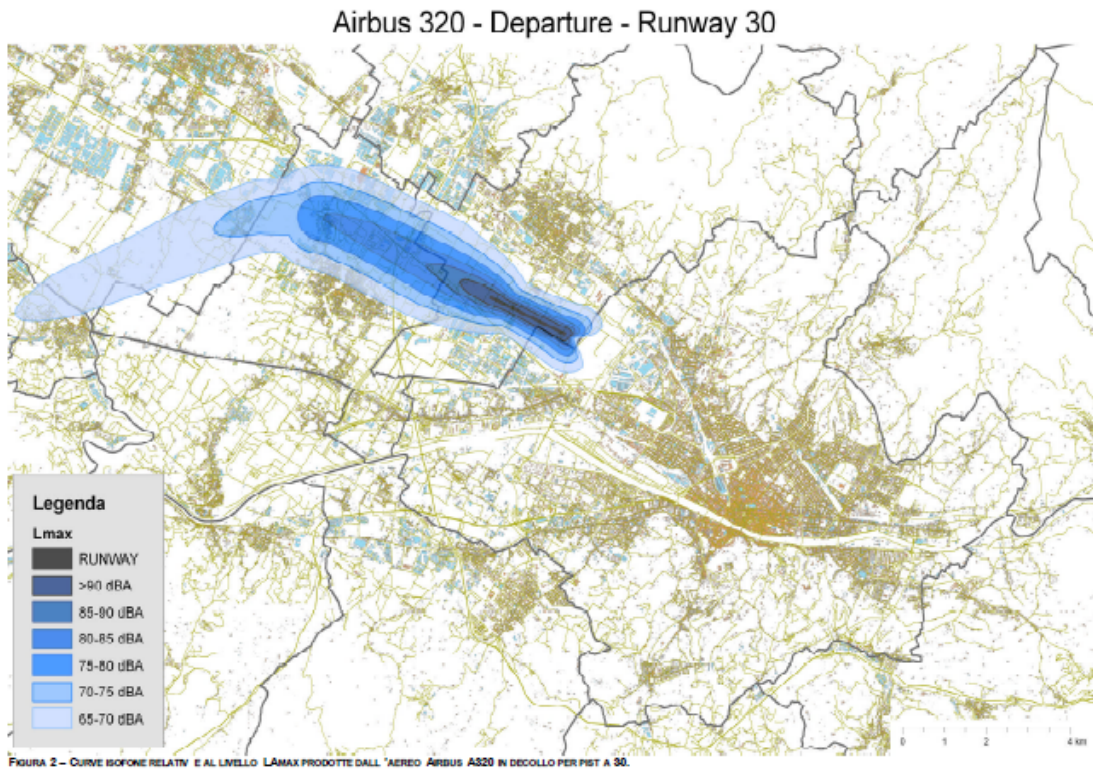 Airbus 320 - Departure - Runway 30
Legenda
Lmax
RUNWAY
>90 dBA
85-90 dBA
80-85 dBA
75-80 dBA
70-75 dBA
65-70 dBA
0 1 2 4 km
FIGURA 2 – CURVE ISOFONE RELATIV E AL LIVELLO LAMAX PRODOTTE DALL 'AEREO AIRBUS A320 IN DECOLLO PER PIST A 30.